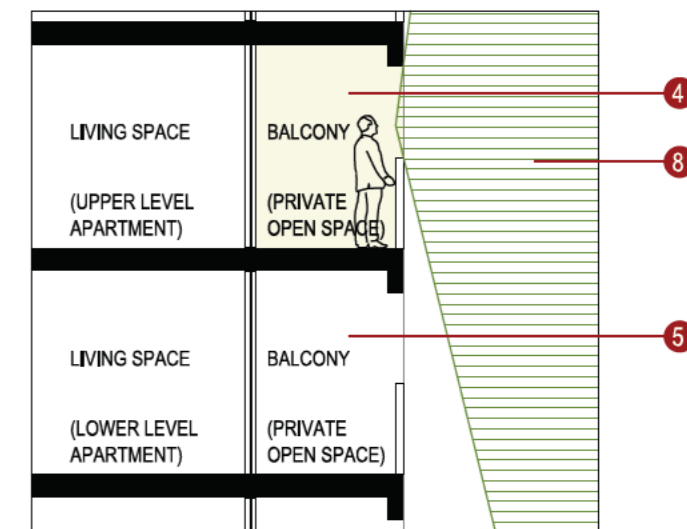 4
LIVING SPACE
BALCONY
8
(UPPER LEVEL
APARTMENT)
(PRIVATE
OPEN SPACE)
5
LIVING SPACE
BALCONY
(LOWER LEVEL
APARTMENT)
(PRIVATE
OPEN SPACE)